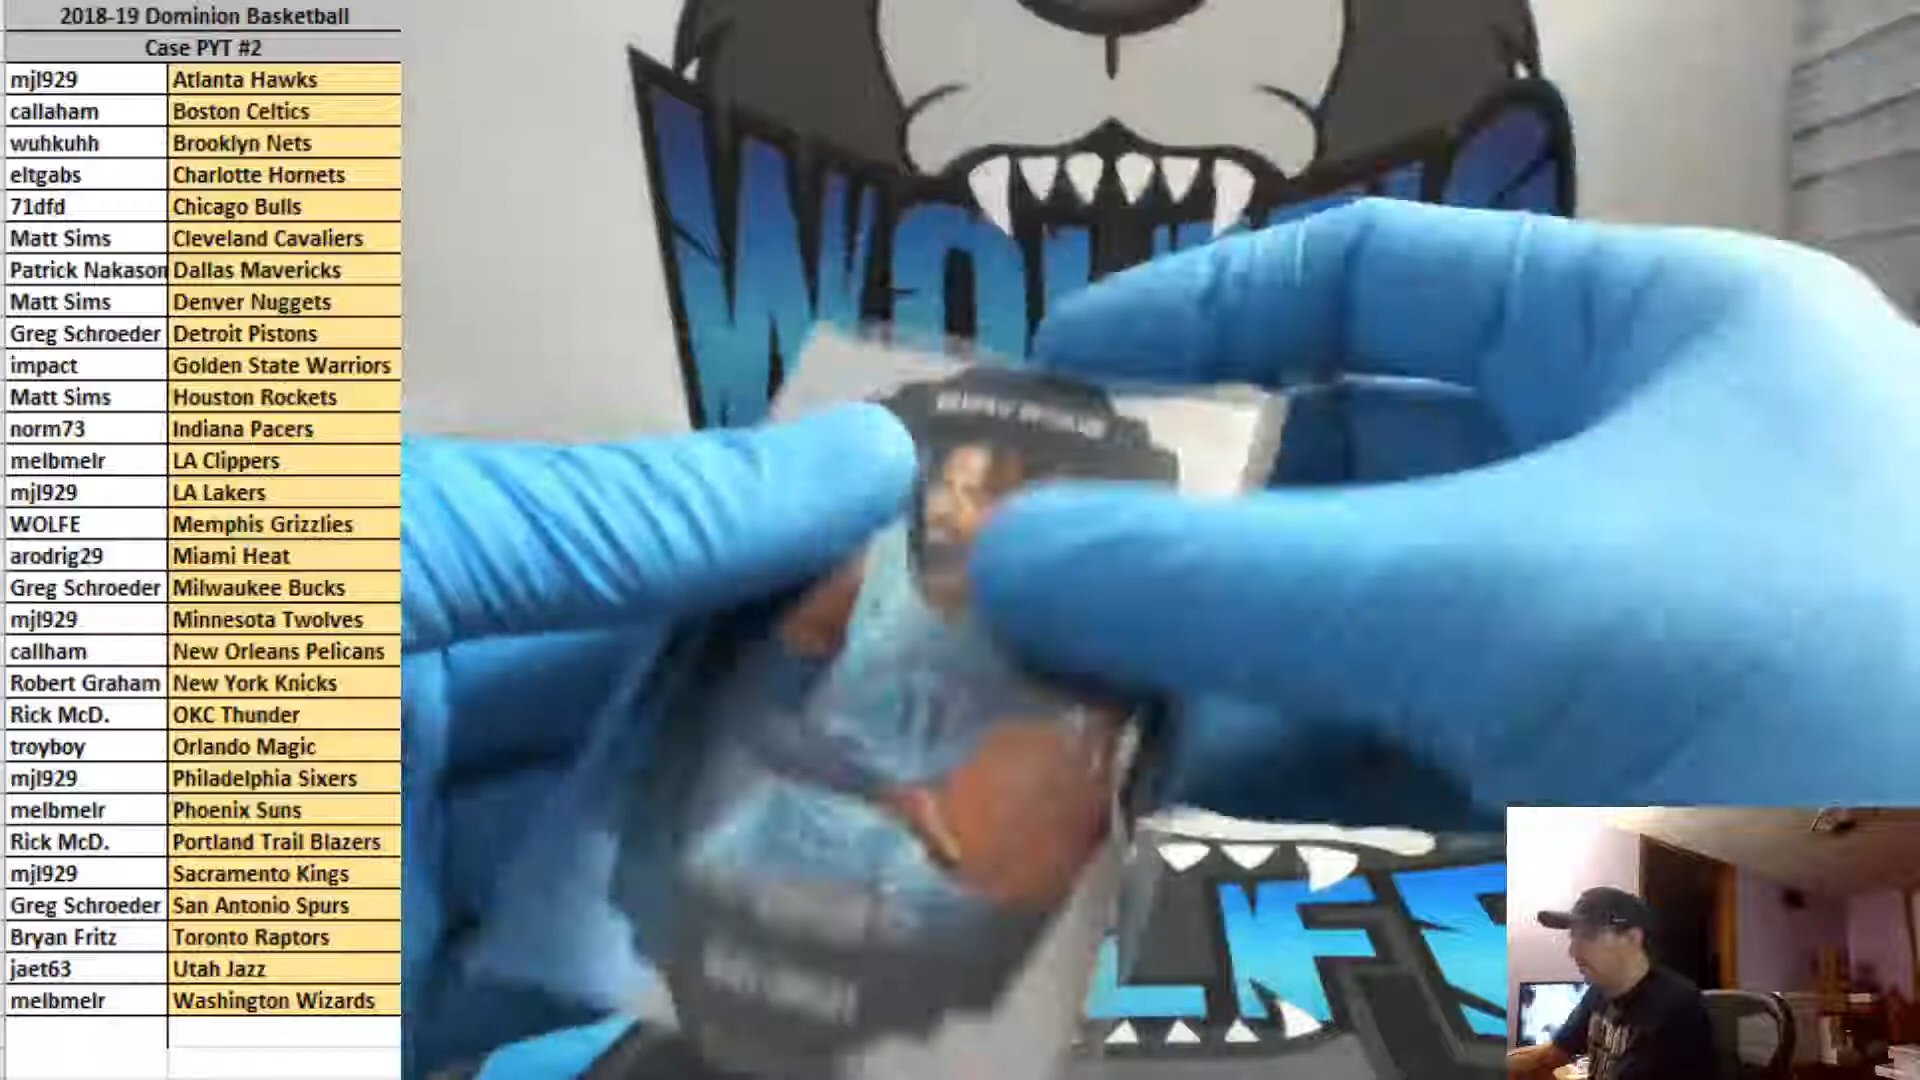 2018-19 Dominion Basketball
Case PYT #2
mjl929 Atlanta Hawks
callaham Boston Celtics
wuhkuhh Brooklyn Nets
eltgabs Charlotte Hornets
71dfd Chicago Bulls
Matt Sims Cleveland Cavaliers
Patrick Nakason Dallas Mavericks
Matt Sims Denver Nuggets
Greg Schroeder Detroit Pistons
impact Golden State Warriors
Matt Sims Houston Rockets
norm73 Indiana Pacers
melbmelr LA Clippers
mjl929 LA Lakers
WOLFE Memphis Grizzlies
arodrig29 Miami Heat
Greg Schroeder Milwaukee Bucks
mjl929 Minnesota Twolves
callham New Orleans Pelicans
Robert Graham New York Knicks
Rick McD. OKC Thunder
troyboy Orlando Magic
mjl929 Philadelphia Sixers
melbmelr Phoenix Suns
Rick McD. Portland Trail Blazers
mjl929 Sacramento Kings
Greg Schroeder San Antonio Spurs
Bryan Fritz Toronto Raptors
jaet63 Utah Jazz
melbmelr Washington Wizards